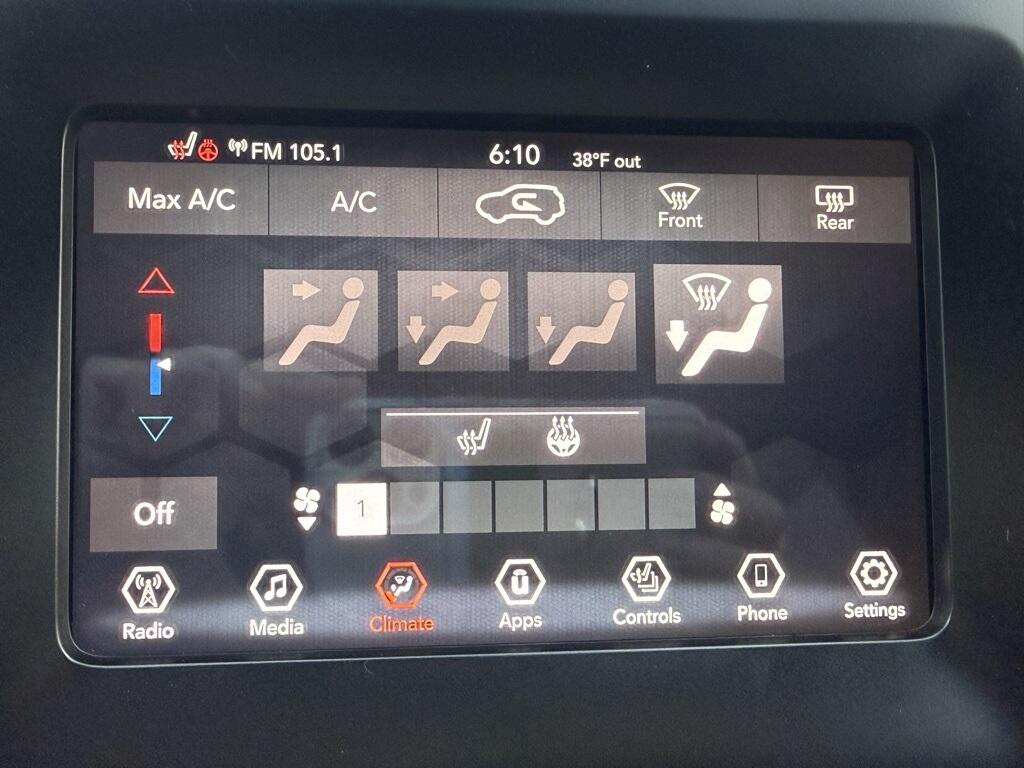 FM 105.1 6:10 38°F out
Max A/C A/C Front Rear
Off 1
Radio Media Climate Apps Controls Phone Settings